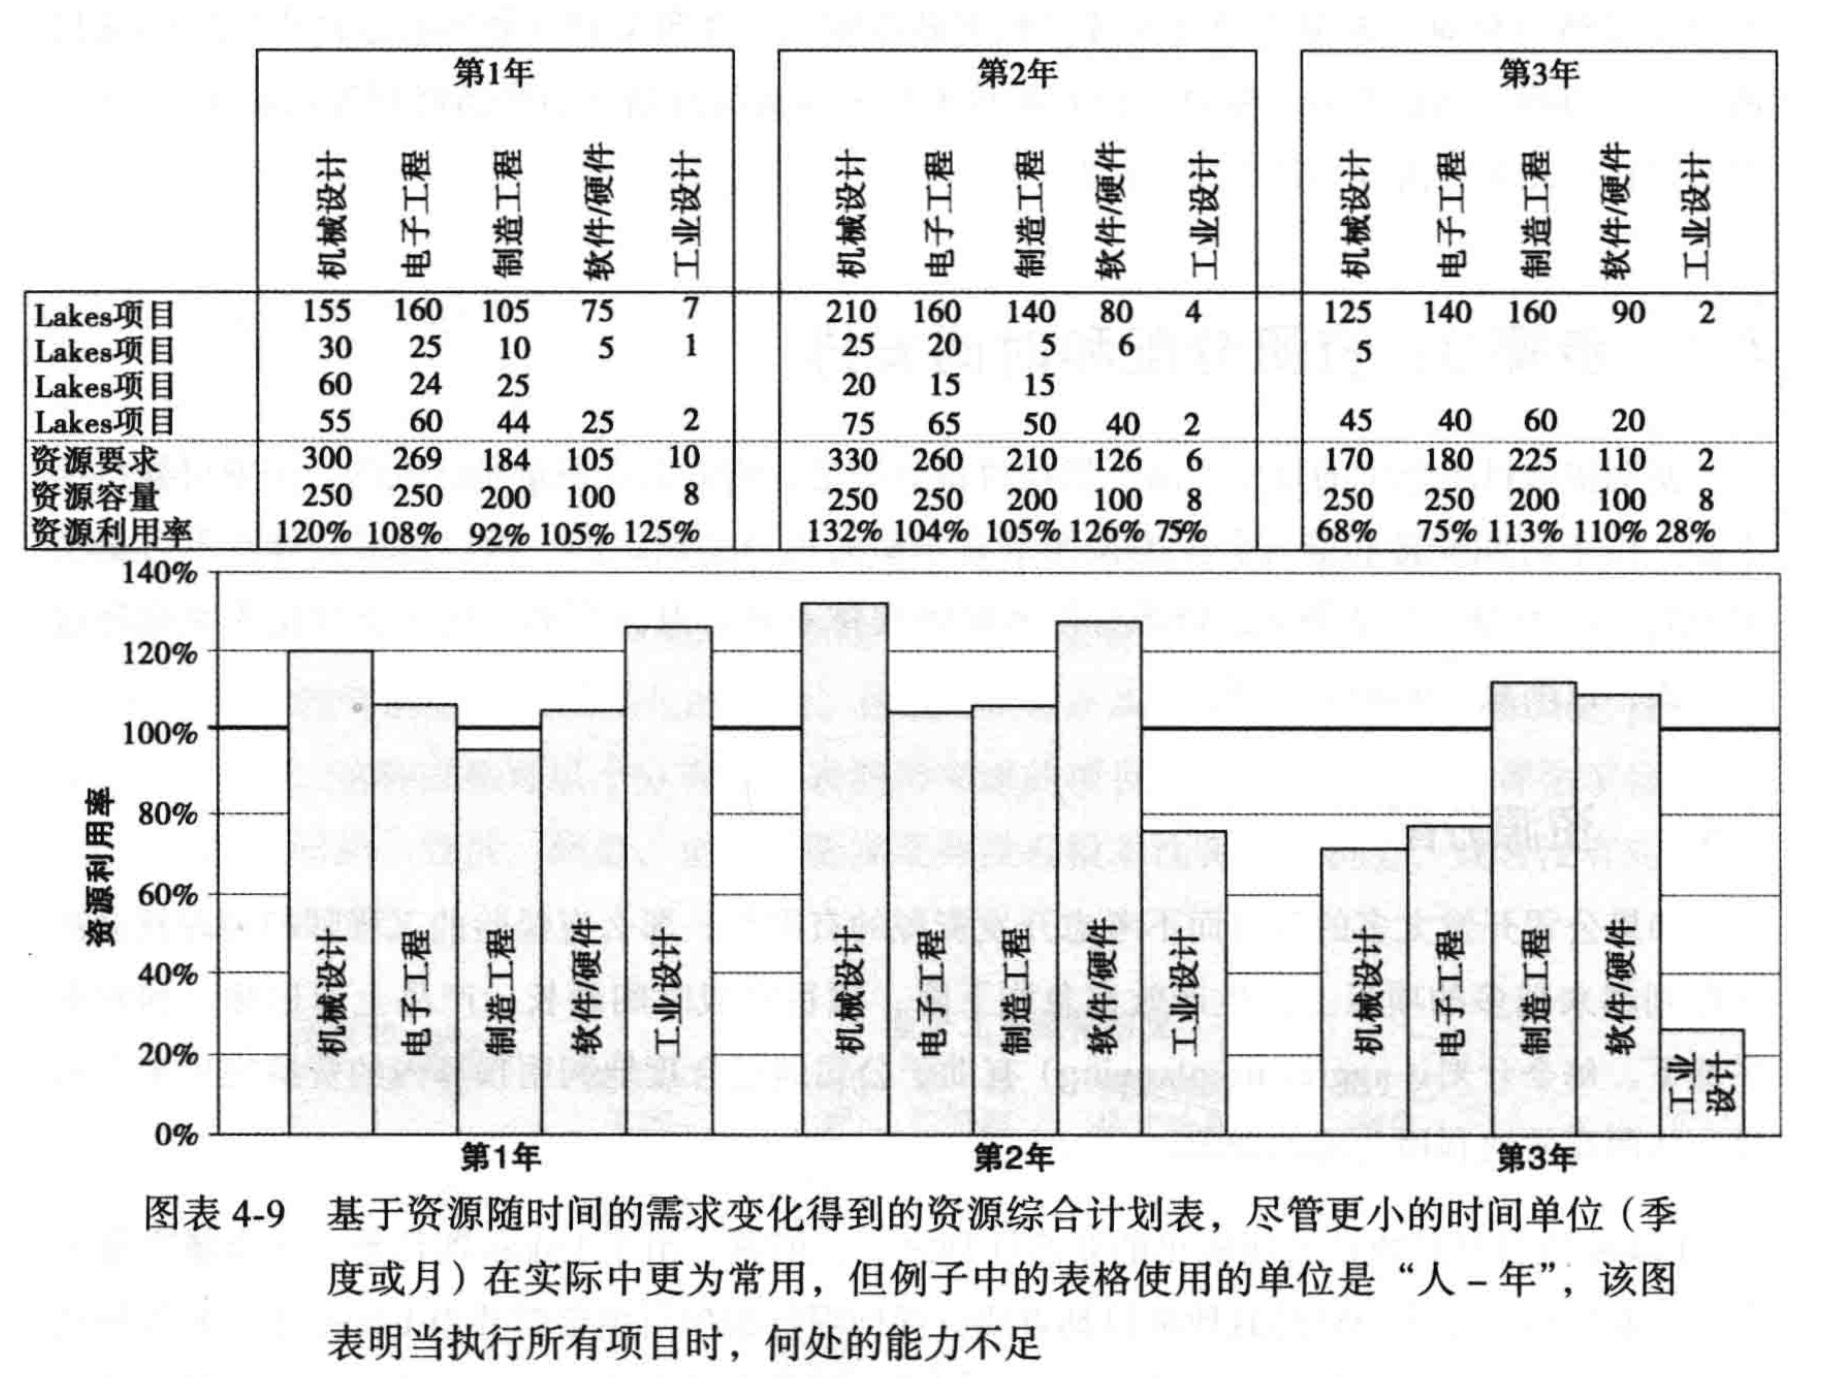 第1年 第2年 第3年
机械设计 电子工程 制造工程 软件/硬件 工业设计 机械设计 电子工程 制造工程 软件/硬件 工业设计 机械设计 电子工程 制造工程 软件/硬件 工业设计
Lakes项目 155 160 105 75 7 210 160 140 80 4 125 140 160 90 2
Lakes项目 30 25 10 5 1 25 20 5 6 5
Lakes项目 60 24 25 20 15 15
Lakes项目 55 60 44 25 2 75 65 50 40 2 45 40 60 20
资源要求 300 269 184 105 10 330 260 210 126 6 170 180 225 110 2
资源容量 250 250 200 100 8 250 250 200 100 8 250 250 200 100 8
资源利用率 120% 108% 92% 105% 125% 132% 104% 105% 126% 75% 68% 75% 113% 110% 28%
140%
120%
100%
80%
60%
40%
20%
0%
资源利用率
机械设计 电子工程 制造工程 软件/硬件 工业设计 机械设计 电子工程 制造工程 软件/硬件 工业设计 机械设计 电子工程 制造工程 软件/硬件 工业
设计
第1年 第2年 第3年
图表 4-9 基于资源随时间的需求变化得到的资源综合计划表，尽管更小的时间单位（季
度或月）在实际中更为常用，但例子中的表格使用的单位是“人－年”，该图
表明当执行所有项目时，何处的能力不足